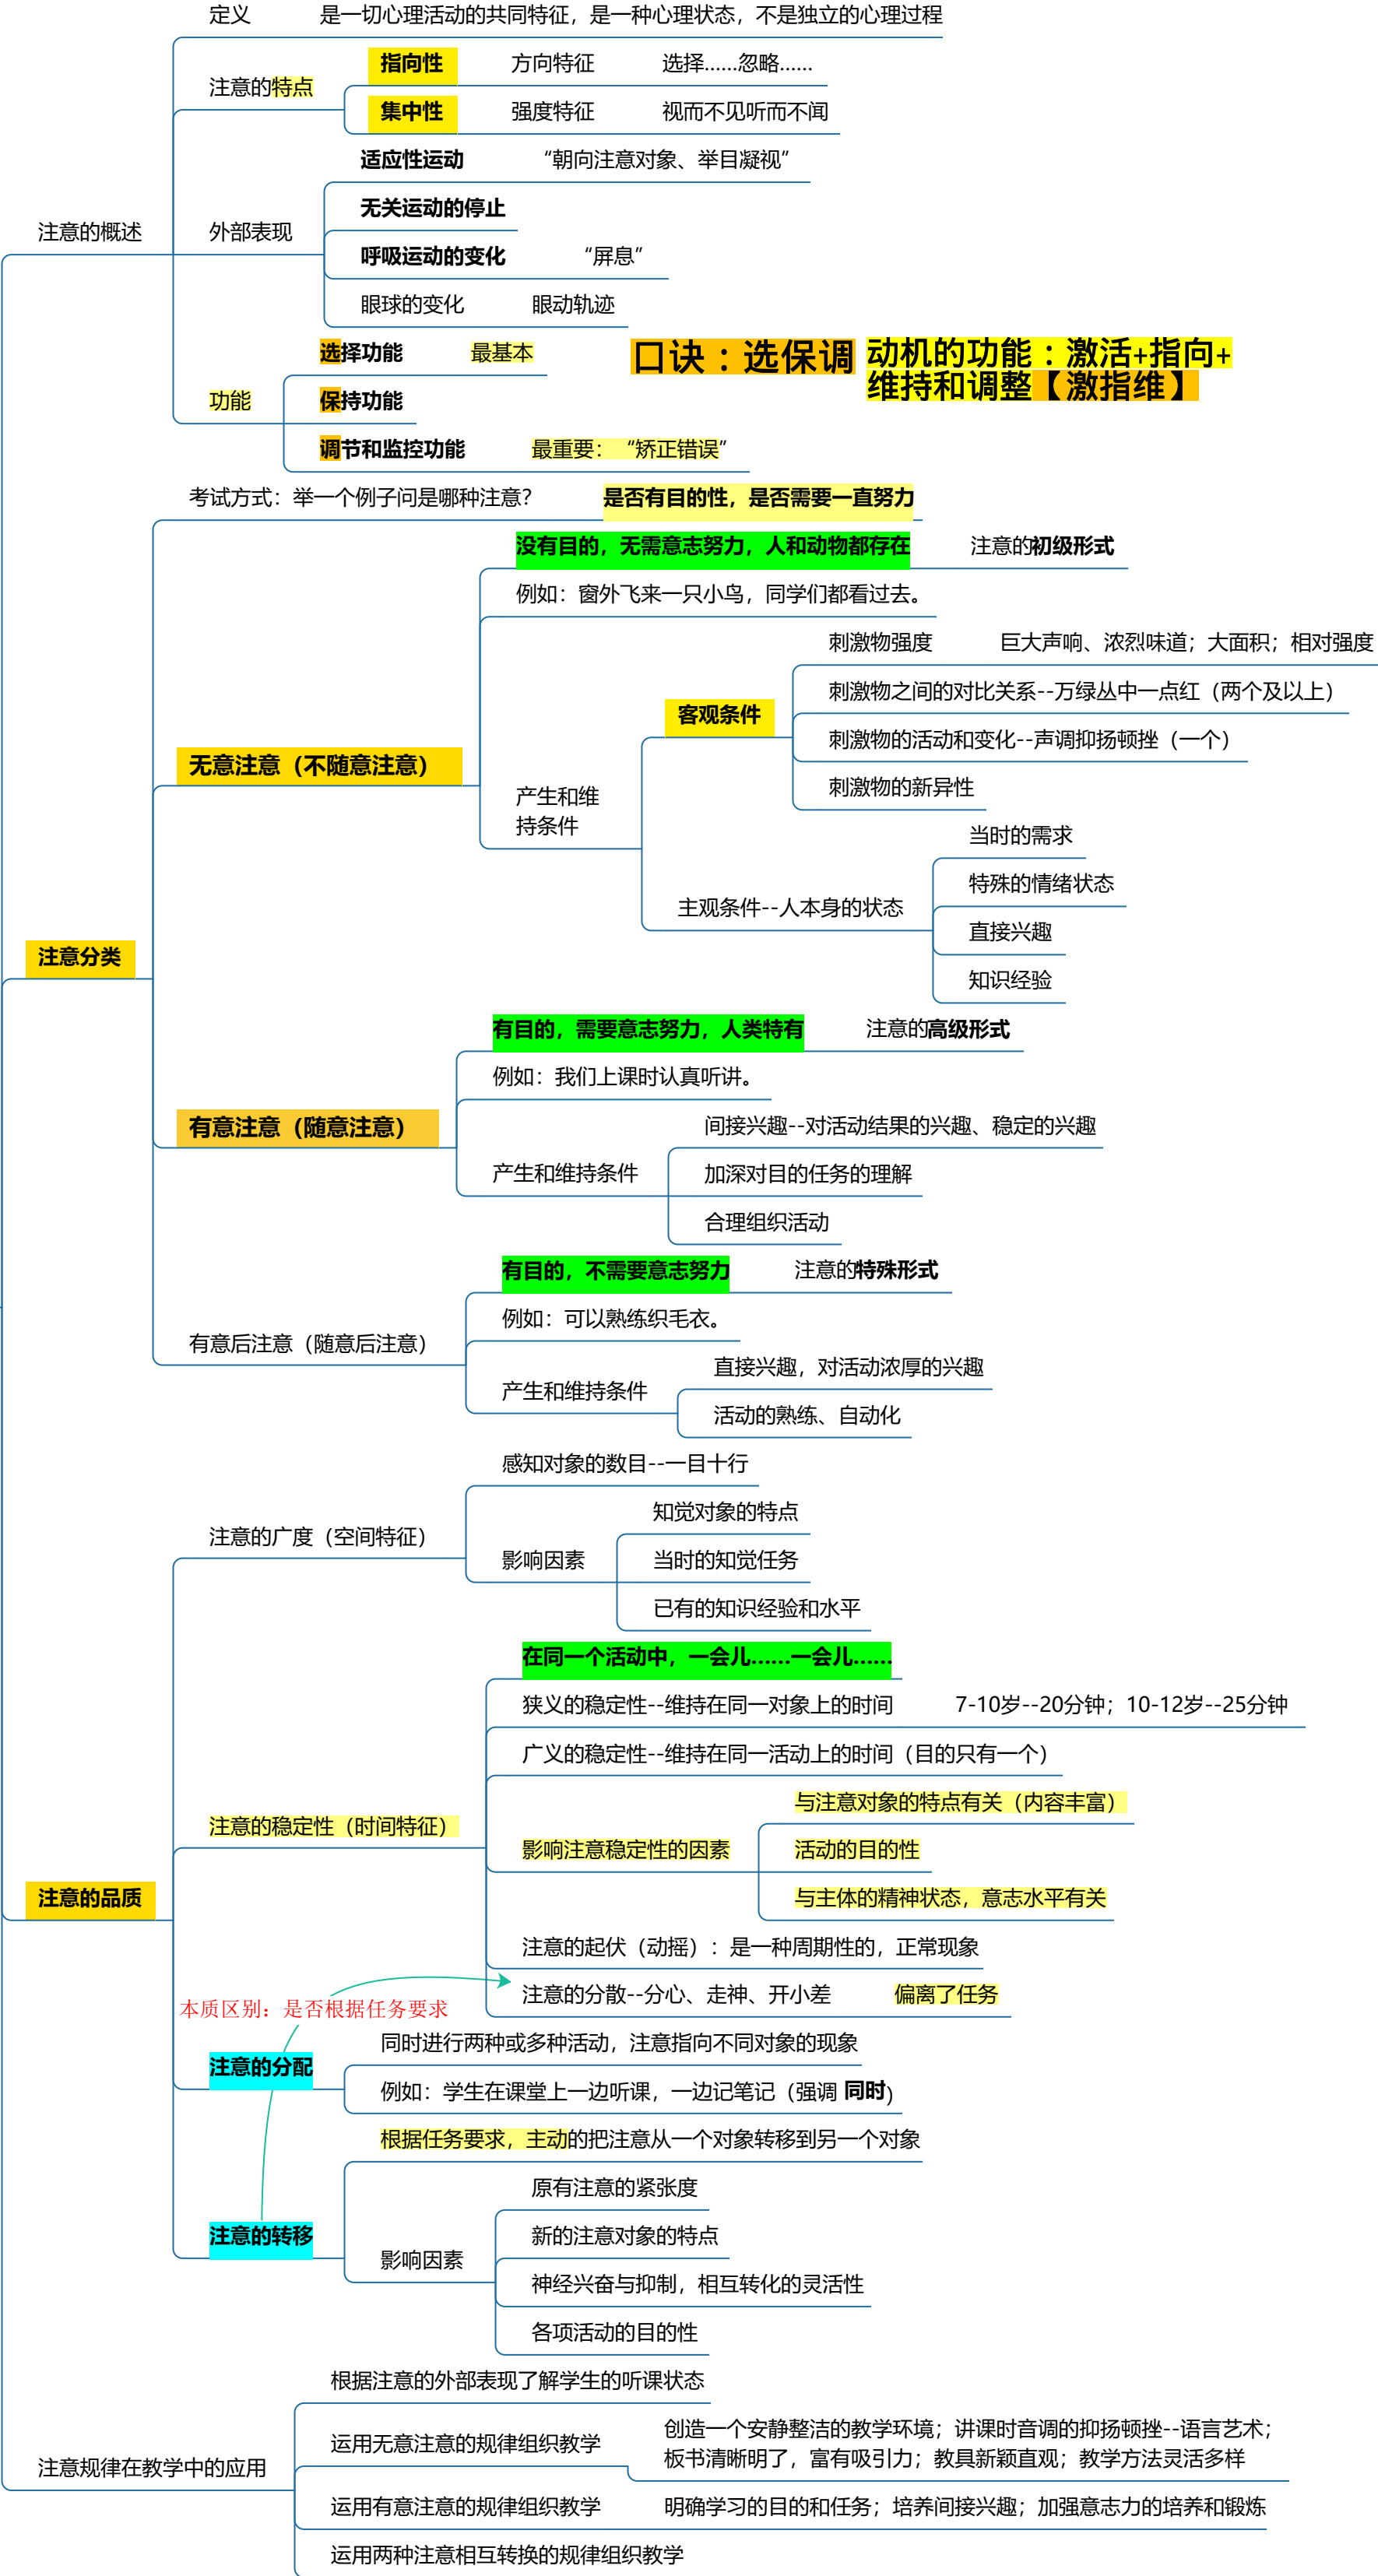 定义 是一切心理活动的共同特征，是一种心理状态，不是独立的心理过程
注意的特点
指向性 方向特征 选择……忽略……
集中性 强度特征 视而不见听而不闻
注意的概述
外部表现
适应性运动 “朝向注意对象、举目凝视”
无关运动的停止
呼吸运动的变化 “屏息”
眼球的变化 眼动轨迹
功能
选择功能 最基本
保持功能
调节和监控功能 最重要：“矫正错误”
口诀：选保调
动机的功能：激活+指向+
维持和调整【激指维】
注意分类
考试方式：举一个例子问是哪种注意？ 是否有目的性，是否需要一直努力
无意注意（不随意注意）
没有目的，无需意志努力，人和动物都存在 注意的初级形式
例如：窗外飞来一只小鸟，同学们都看过去。
产生和维
持条件
客观条件
刺激物强度 巨大声响、浓烈味道；大面积；相对强度
刺激物之间的对比关系--万绿丛中一点红（两个及以上）
刺激物的活动和变化--声调抑扬顿挫（一个）
刺激物的新异性
主观条件--人本身的状态
当时的需求
特殊的情绪状态
直接兴趣
知识经验
有意注意（随意注意）
有目的，需要意志努力，人类特有 注意的高级形式
例如：我们上课时认真听讲。
产生和维持条件
间接兴趣--对活动结果的兴趣、稳定的兴趣
加深对目的任务的理解
合理组织活动
有意后注意（随意后注意）
有目的，不需要意志努力 注意的特殊形式
例如：可以熟练织毛衣。
产生和维持条件
直接兴趣，对活动浓厚的兴趣
活动的熟练、自动化
注意的品质
注意的广度（空间特征）
感知对象的数目--一目十行
影响因素
知觉对象的特点
当时的知觉任务
已有的知识经验和水平
注意的稳定性（时间特征）
在同一个活动中，一会儿……一会儿……
狭义的稳定性--维持在同一对象上的时间 7-10岁--20分钟；10-12岁--25分钟
广义的稳定性--维持在同一活动上的时间（目的只有一个）
影响注意稳定性的因素
与注意对象的特点有关（内容丰富）
活动的目的性
与主体的精神状态，意志水平有关
注意的起伏（动摇）：是一种周期性的，正常现象
注意的分散--分心、走神、开小差 偏离了任务
本质区别：是否根据任务要求
注意的分配
同时进行两种或多种活动，注意指向不同对象的现象
例如：学生在课堂上一边听课，一边记笔记（强调 同时）
注意的转移
根据任务要求，主动的把注意从一个对象转移到另一个对象
影响因素
原有注意的紧张度
新的注意对象的特点
神经兴奋与抑制，相互转化的灵活性
各项活动的目的性
注意规律在教学中的应用
根据注意的外部表现了解学生的听课状态
运用无意注意的规律组织教学
创造一个安静整洁的教学环境；讲课时音调的抑扬顿挫--语言艺术；
板书清晰明了，富有吸引力；教具新颖直观；教学方法灵活多样
运用有意注意的规律组织教学 明确学习的目的和任务；培养间接兴趣；加强意志力的培养和锻炼
运用两种注意相互转换的规律组织教学